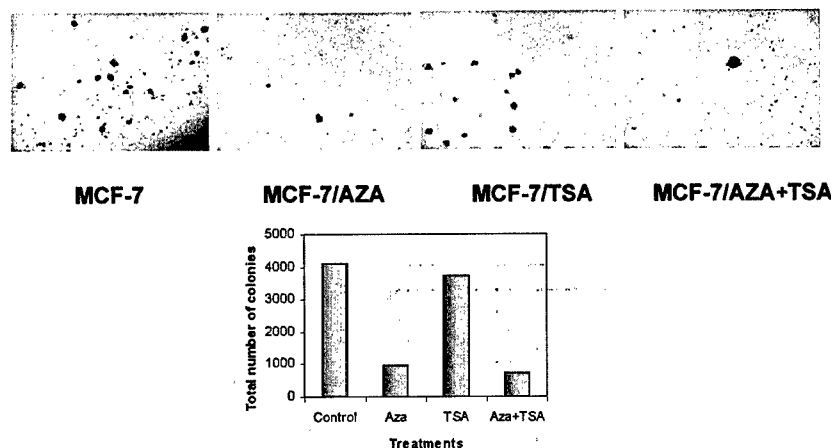 MCF-7 MCF-7/AZA MCF-7/TSA MCF-7/AZA+TSA
Total number of colonies
5000
4000
3000
2000
1000
0
Control Aza TSA Aza+TSA
Treatments